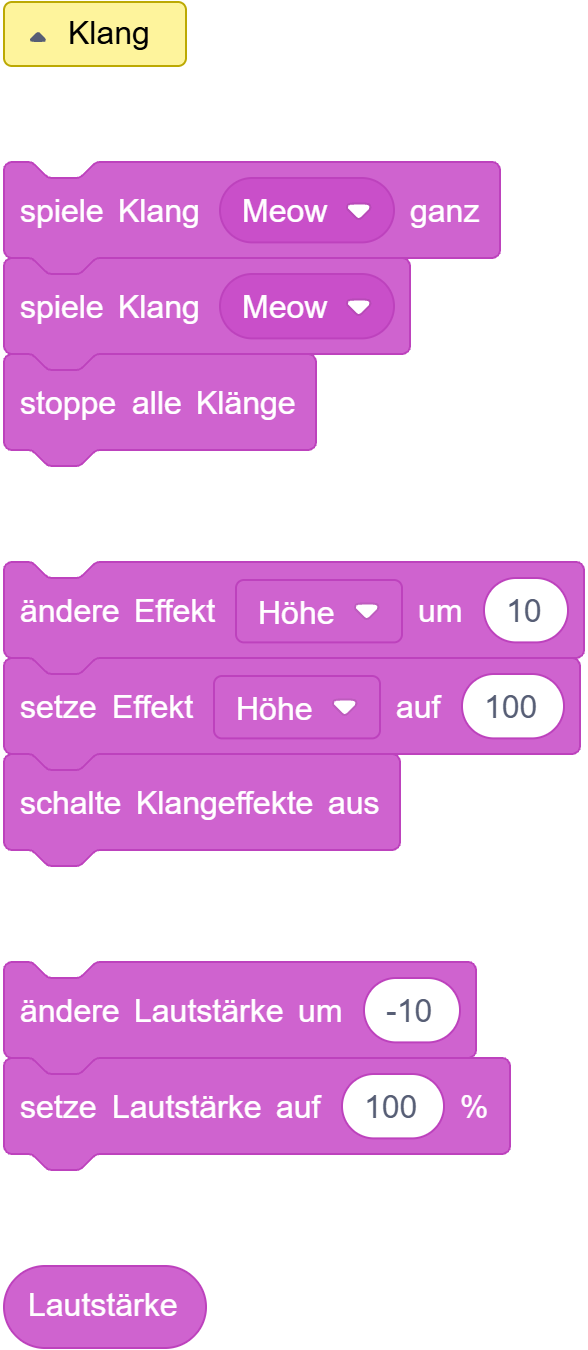 Klang
spiele Klang Meow ganz
spiele Klang Meow
stoppe alle Klänge
ändere Effekt Höhe um 10
setze Effekt Höhe auf 100
schalte Klangeffekte aus
ändere Lautstärke um -10
setze Lautstärke auf 100 %
Lautstärke